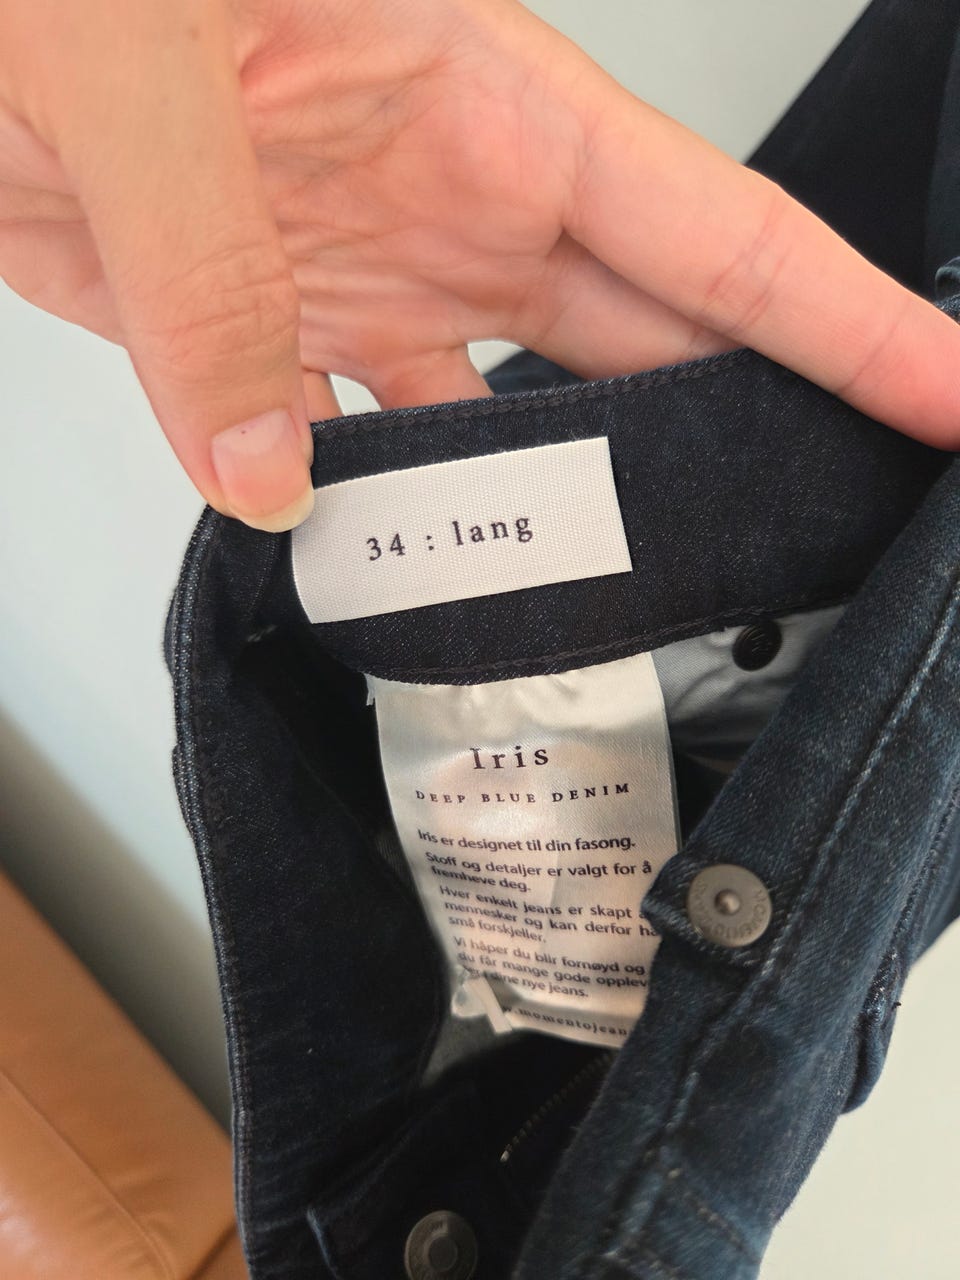 34 : lang
Iris
DEEP BLUE DENIM
Iris er designet til din fasong.
Stoff og detaljer er valgt for å
fremheve deg.
Hver enkelt jeans er skapt
mennesker og kan derfor
små forskjeller.
Vi håper du blir fornøyd og
du får mange gode
dine nye jeans.